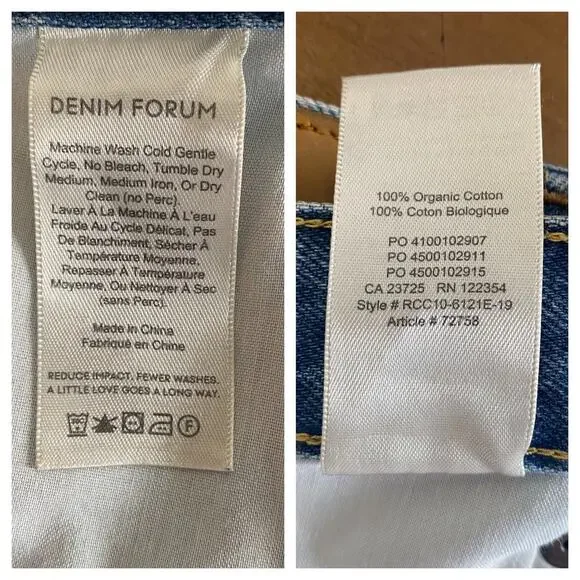 DENIM FORUM
Machine Wash Cold Gentle
Cycle, No Bleach, Tumble Dry
Medium, Medium Iron, Or Dry
Clean (no Perc).
Laver À La Machine À L'eau
Froide Au Cycle Délicat, Pas
De Blanchiment, Sécher À
Température Moyenne,
Repasser À Température
Moyenne, Ou Nettoyer À Sec
(sans Perc).
Made in China
Fabriqué en Chine
REDUCE IMPACT. FEWER WASHES.
A LITTLE LOVE GOES A LONG WAY.
F
100% Organic Cotton
100% Coton Biologique
PO 4100102907
PO 4500102911
PO 4500102915
CA 23725 RN 122354
Style # RCC10-6121E-19
Article # 72758